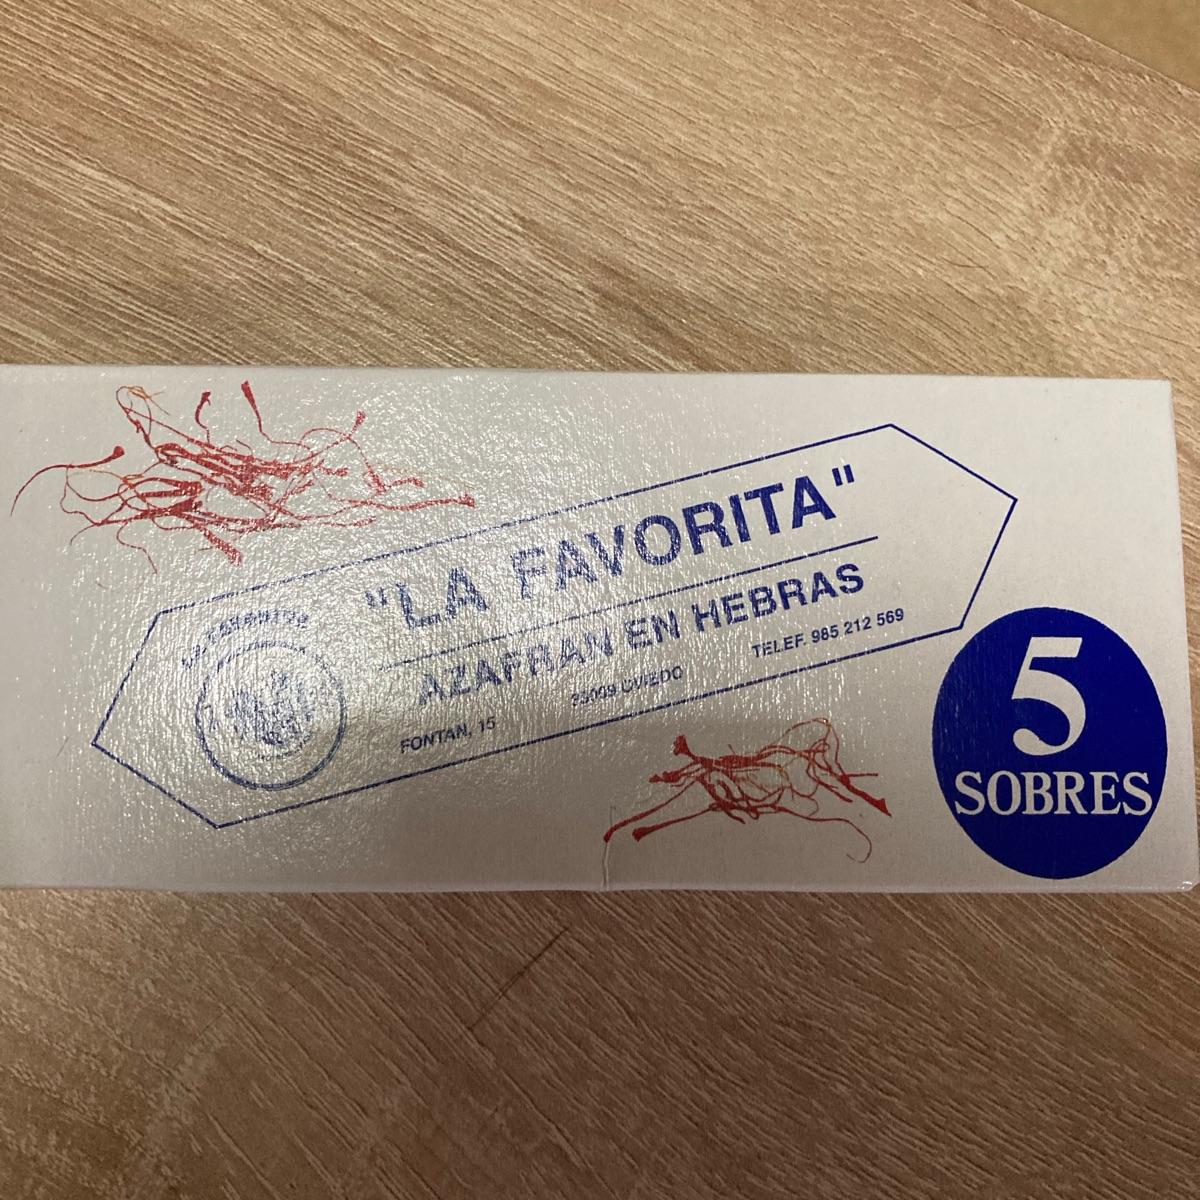 "LA FAVORITA"
AZAFRAN EN HEBRAS
FONTAN, 15 OVIEDO TELEF. 985 212 569
5
SOBRES